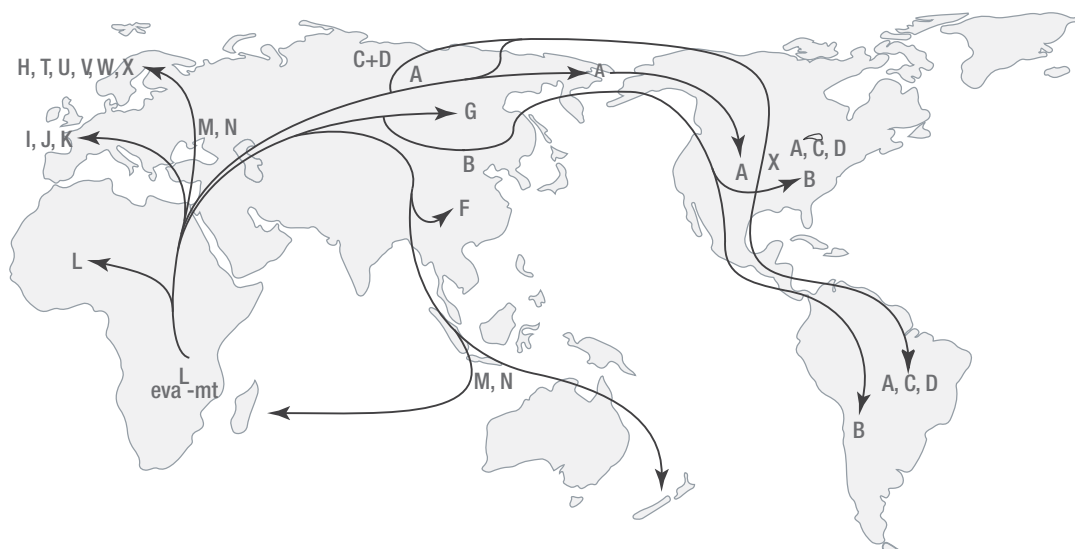 C+D
H, T, U, V, W, X
A
A
G
I, J, K
M, N
B
A, C, D
X
A
B
F
L
L
eva -mt
M, N
A, C, D
B